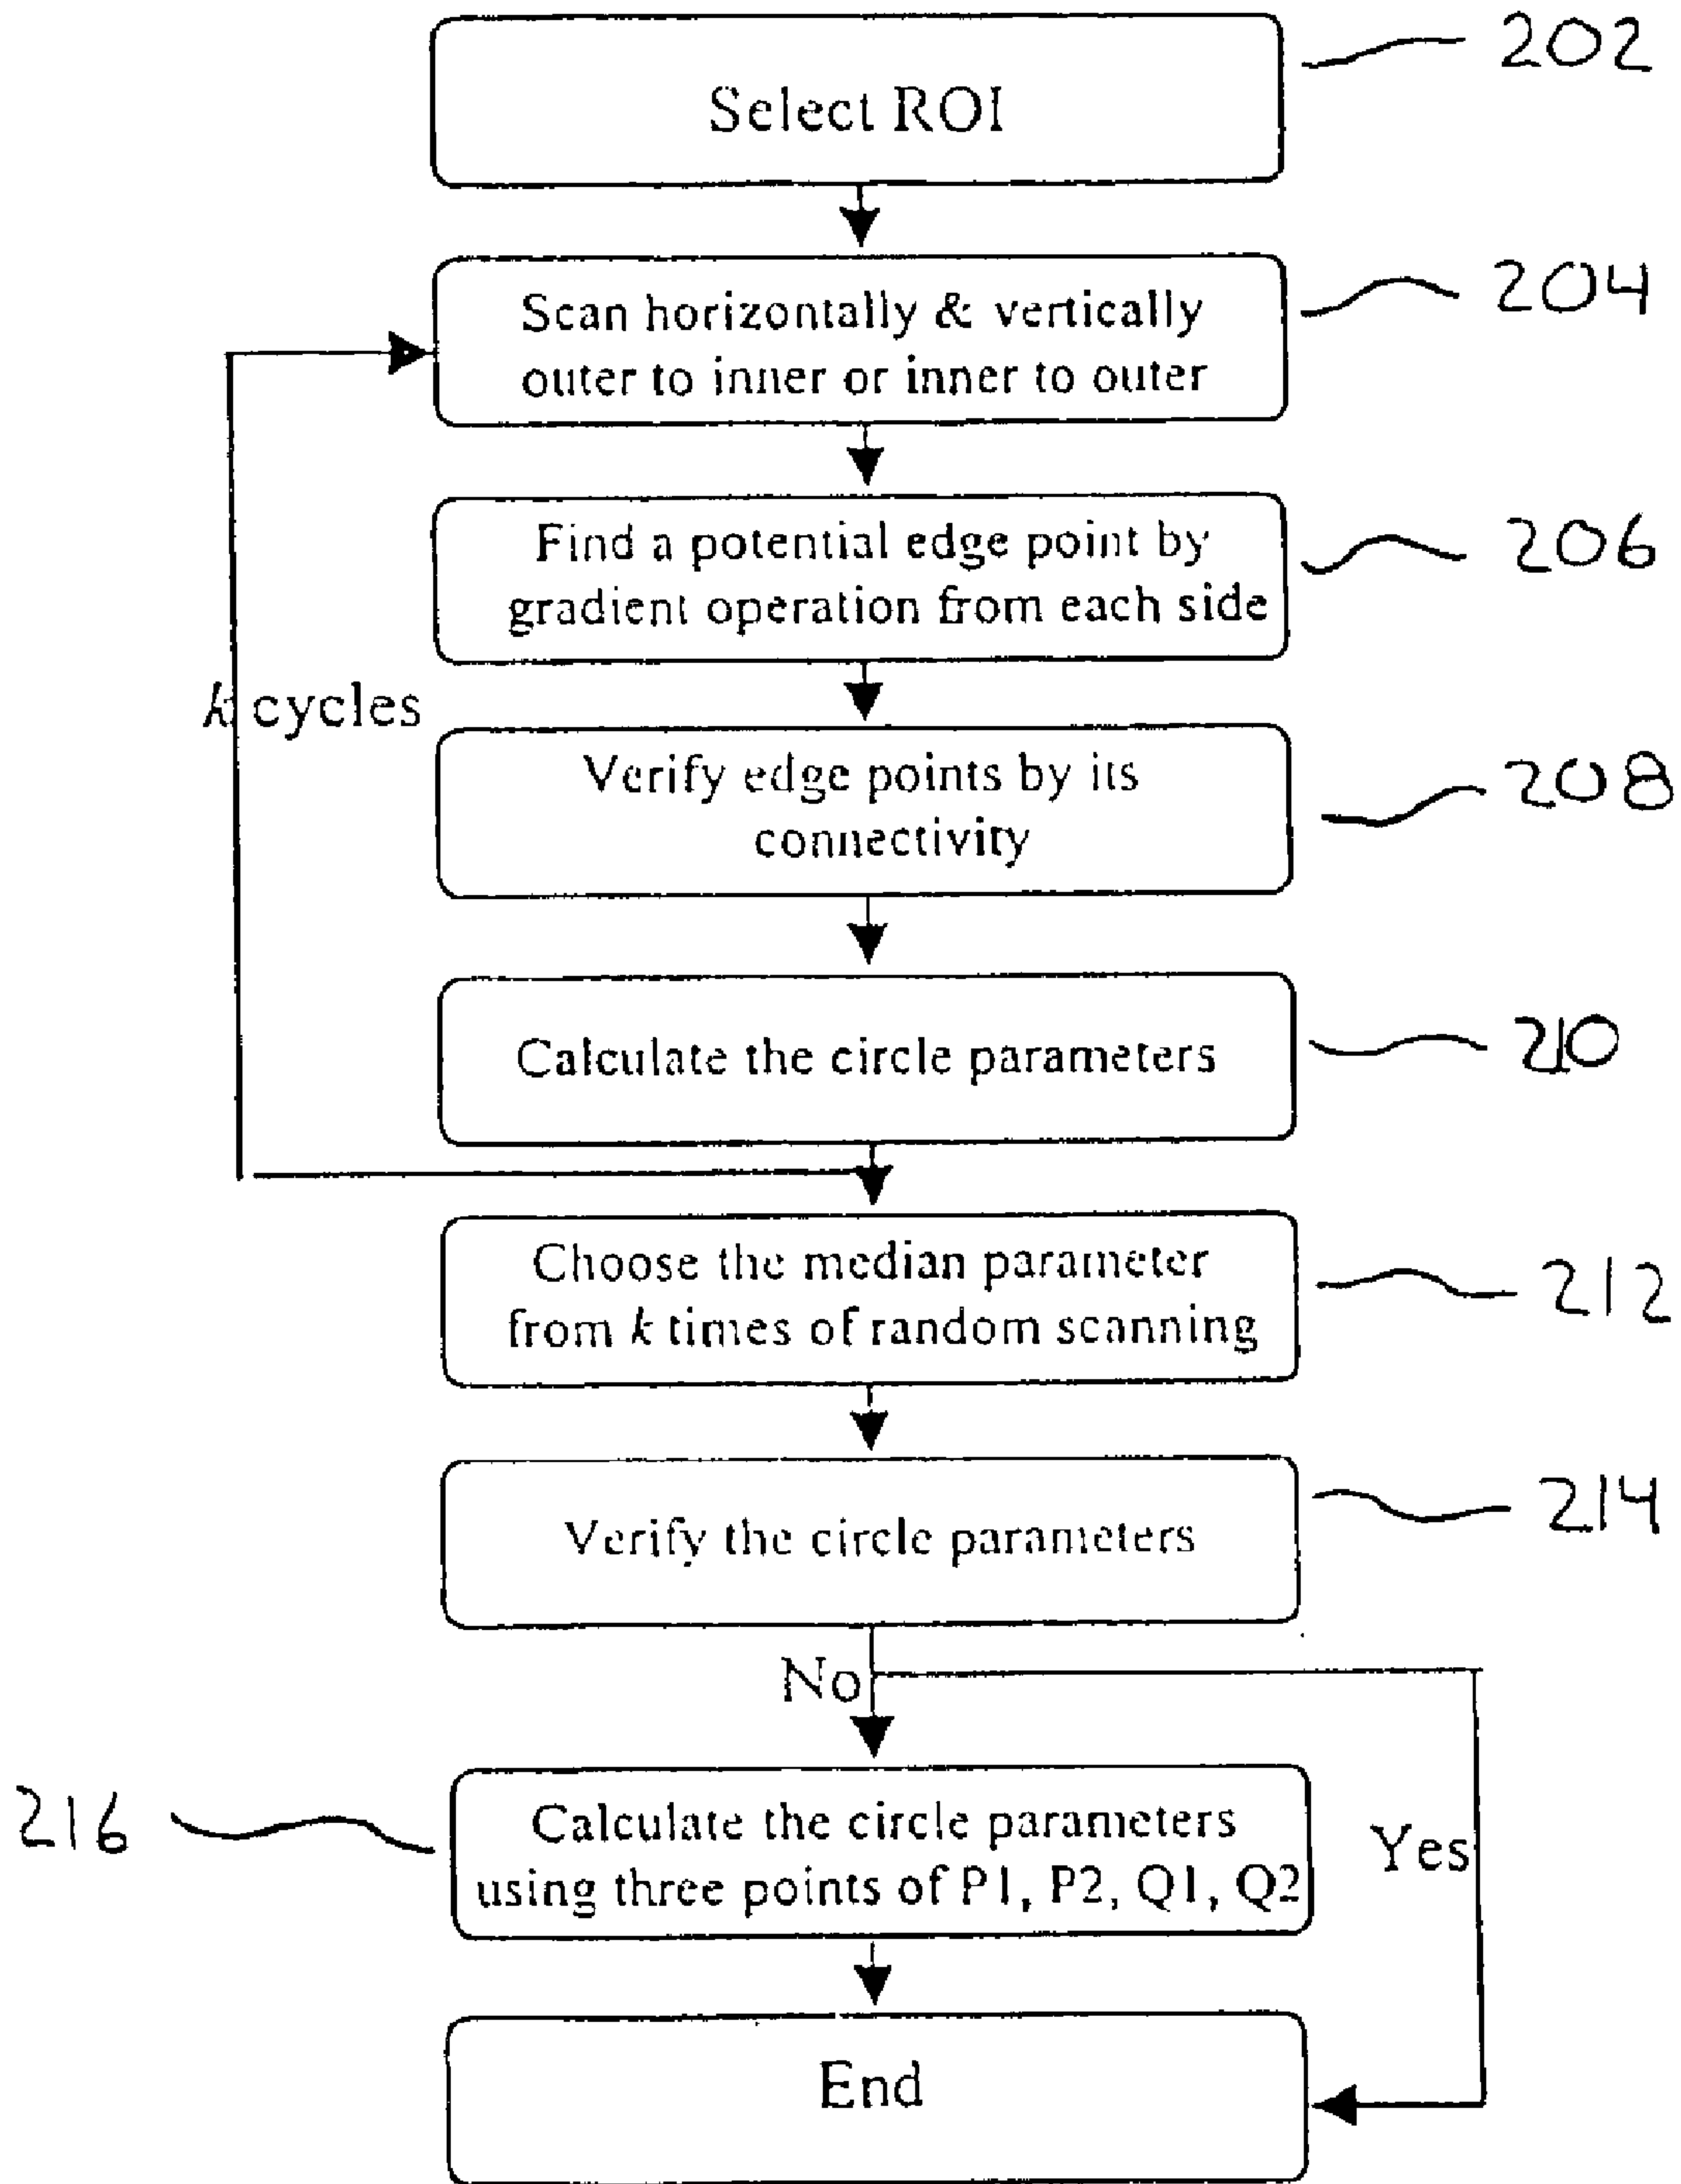 Select ROI
202
Scan horizontally & vertically
outer to inner or inner to outer
204
Find a potential edge point by
gradient operation from each side
206
k cycles
Verify edge points by its
connectivity
208
Calculate the circle parameters
210
Choose the median parameter
from k times of random scanning
212
Verify the circle parameters
214
No
Yes
216
Calculate the circle parameters
using three points of P1, P2, Q1, Q2
End